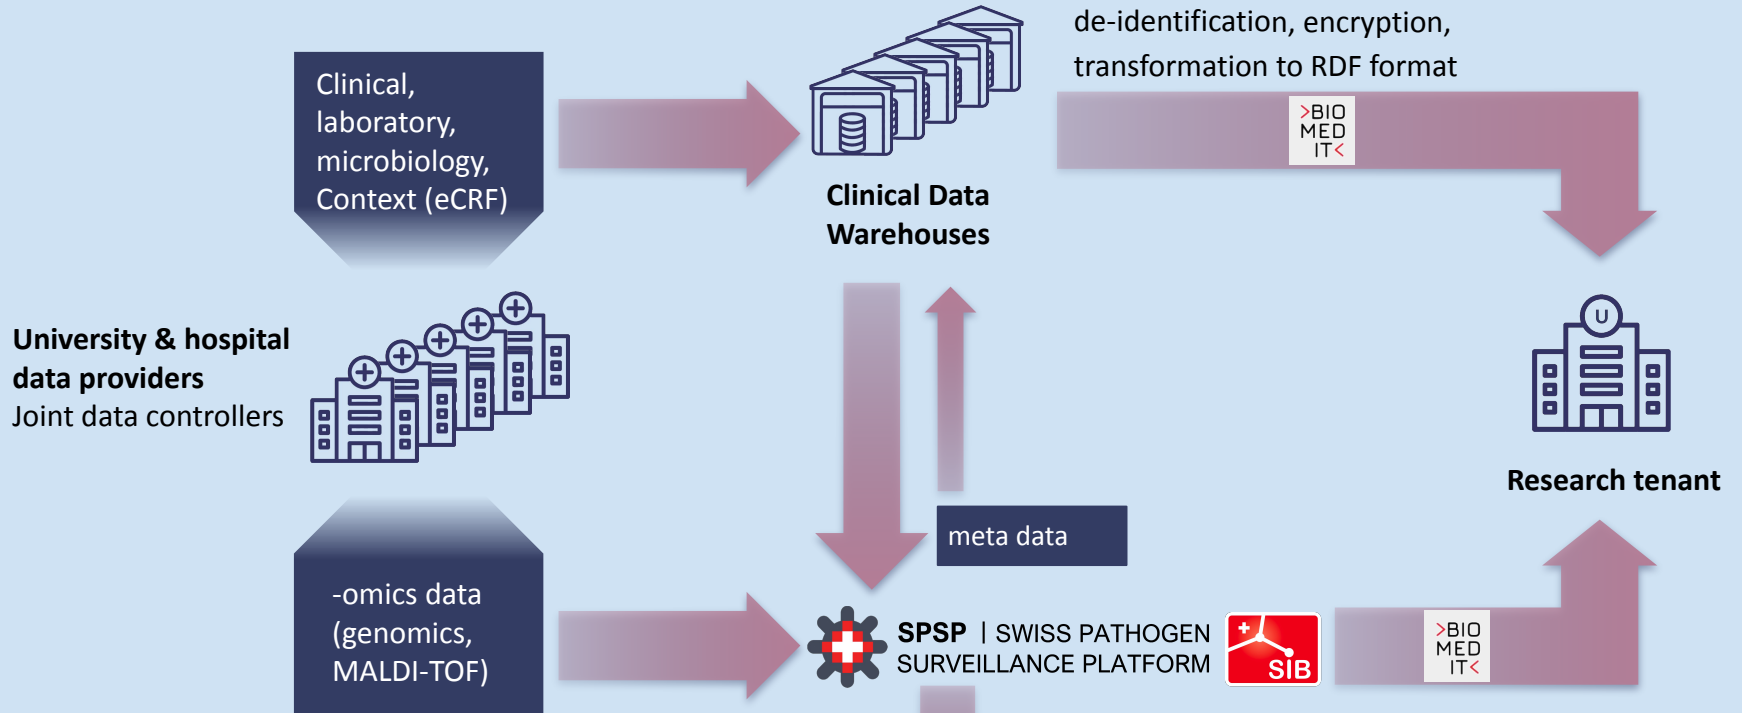 de-identification, encryption,
transformation to RDF format
Clinical,
laboratory,
microbiology,
Context (eCRF)
>BIO
MED
IT<
Clinical Data
Warehouses
University & hospital
data providers
Joint data controllers
U
Research tenant
meta data
-omics data
(genomics,
MALDI-TOF)
SPSP | SWISS PATHOGEN
SURVEILLANCE PLATFORM
SIB
>BIO
MED
IT<